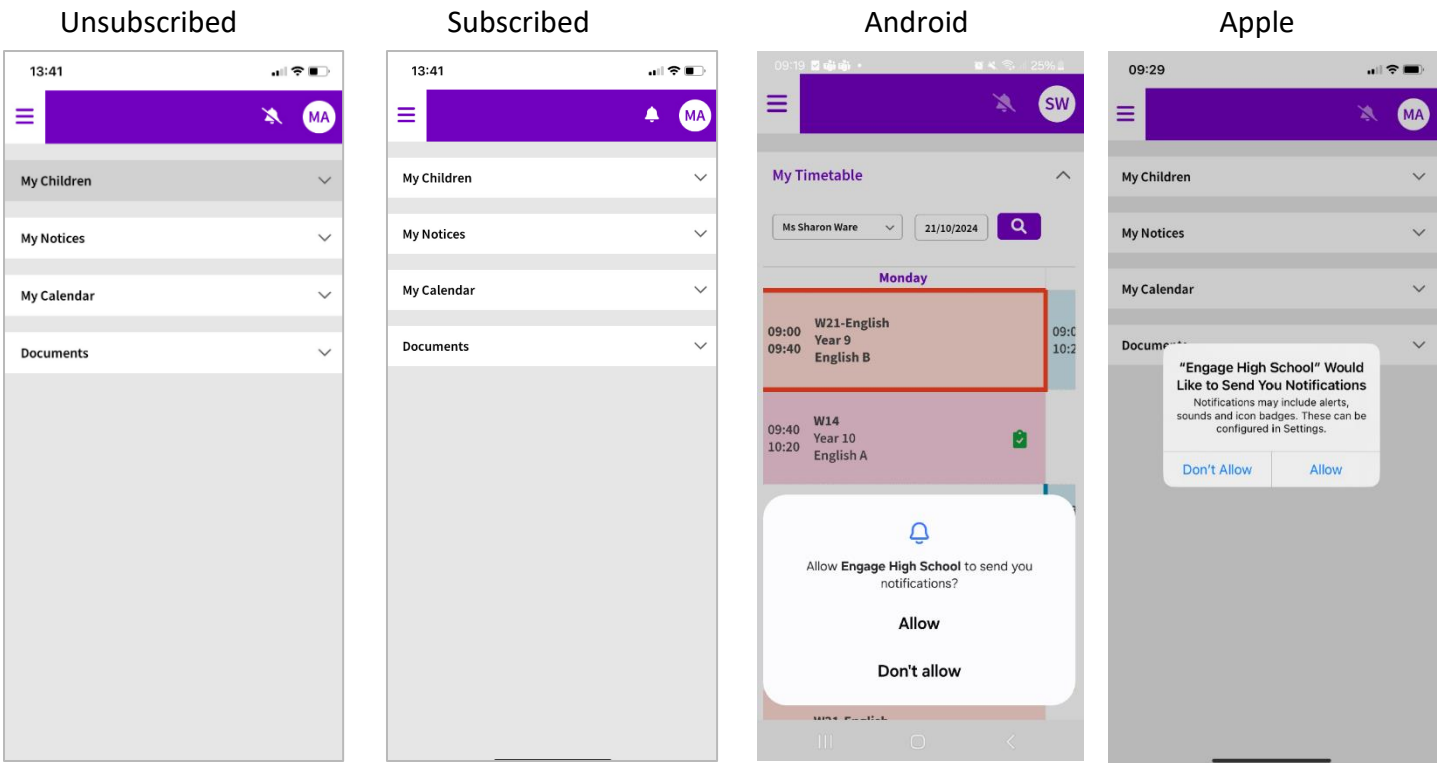 Unsubscribed
Subscribed
Android
Apple
13:41
MA
My Children
My Notices
My Calendar
Documents
13:41
MA
My Children
My Notices
My Calendar
Documents
09:19
25%
SW
My Timetable
Ms Sharon Ware
21/10/2024
Monday
09:00
09:40
W21-English
Year 9
English B
09:40
10:20
W14
Year 10
English A
Allow Engage High School to send you
notifications?
Allow
Don't allow
09:29
MA
My Children
My Notices
My Calendar
“Engage High School” Would
Like to Send You Notifications
Notifications may include alerts,
sounds and icon badges. These can be
configured in Settings.
Don’t Allow
Allow